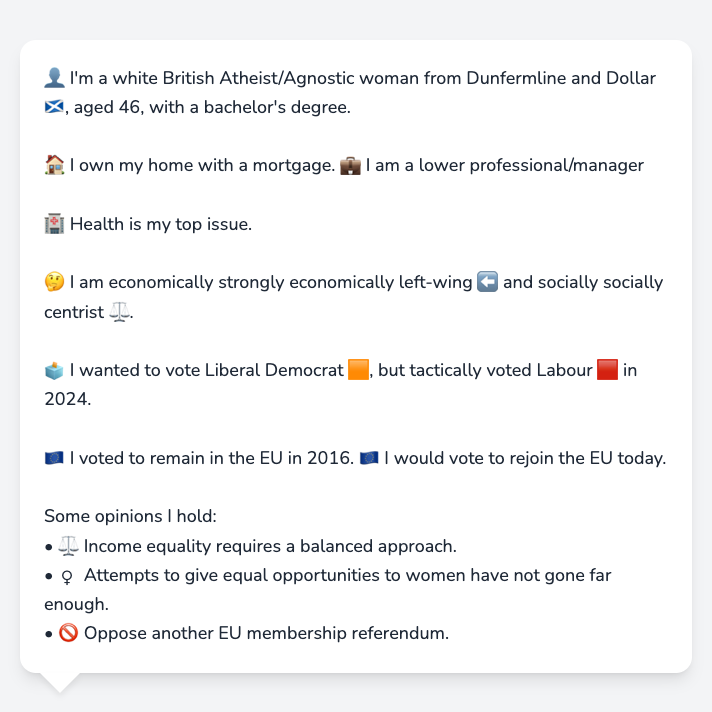 👤 I'm a white British Atheist/Agnostic woman from Dunfermline and Dollar
🏴󠁧󠁢󠁳󠁣󠁴󠁿, aged 46, with a bachelor's degree.
🏠 I own my home with a mortgage. 💼 I am a lower professional/manager
🏥 Health is my top issue.
🤔 I am economically strongly economically left-wing ⬅️ and socially socially
centrist ⚖️.
🗳️ I wanted to vote Liberal Democrat 🟧, but tactically voted Labour 🟥 in
2024.
🇪🇺 I voted to remain in the EU in 2016. 🇪🇺 I would vote to rejoin the EU today.
Some opinions I hold:
• ⚖️ Income equality requires a balanced approach.
• ♀ Attempts to give equal opportunities to women have not gone far
enough.
• 🚫 Oppose another EU membership referendum.